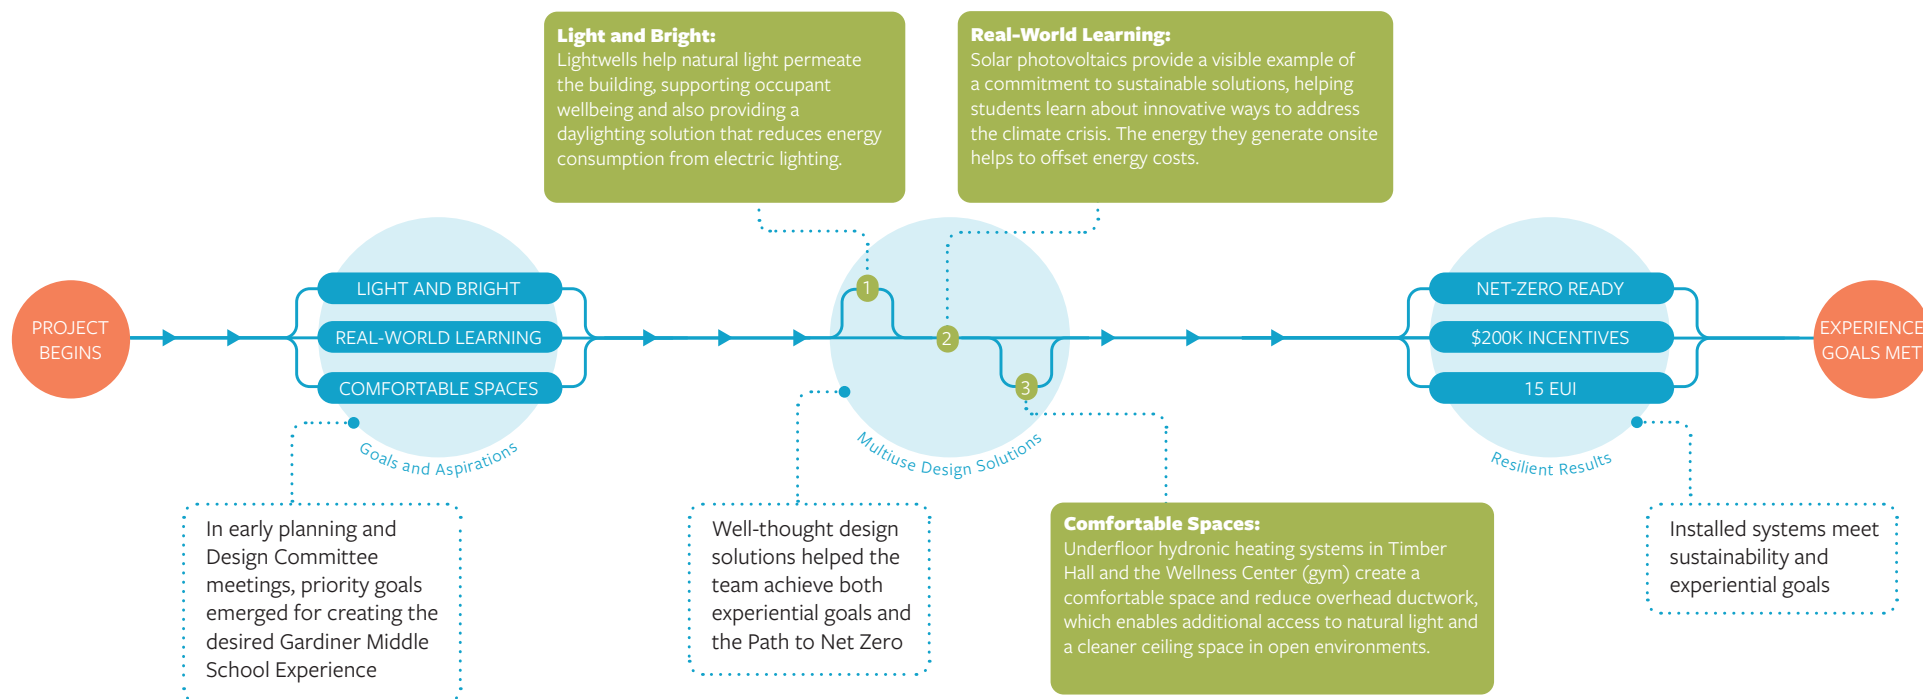 Light and Bright:
Lightwells help natural light permeate
the building, supporting occupant
wellbeing and also providing a
daylighting solution that reduces energy
consumption from electric lighting.
Real-World Learning:
Solar photovoltaics provide a visible example of
a commitment to sustainable solutions, helping
students learn about innovative ways to address
the climate crisis. The energy they generate onsite
helps to offset energy costs.
PROJECT
BEGINS
LIGHT AND BRIGHT
REAL-WORLD LEARNING
COMFORTABLE SPACES
Goals and Aspirations
1
2
3
Multiuse Design Solutions
NET-ZERO READY
$200K INCENTIVES
15 EUI
Resilient Results
EXPERIENCE
GOALS MET
In early planning and
Design Committee
meetings, priority goals
emerged for creating the
desired Gardiner Middle
School Experience
Well-thought design
solutions helped the
team achieve both
experiential goals and
the Path to Net Zero
Comfortable Spaces:
Underfloor hydronic heating systems in Timber
Hall and the Wellness Center (gym) create a
comfortable space and reduce overhead ductwork,
which enables additional access to natural light and
a cleaner ceiling space in open environments.
Installed systems meet
sustainability and
experiential goals